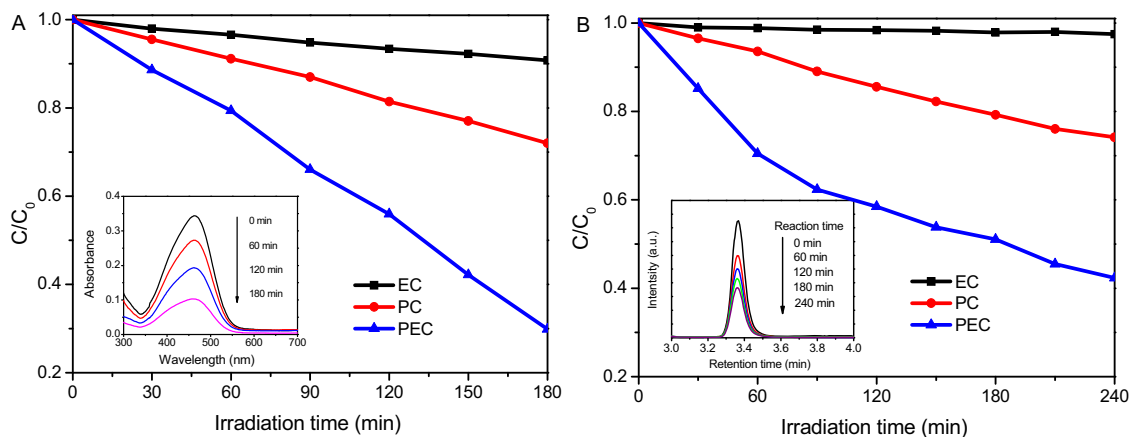 A
1.0
0.8
0.6
0.4
0.2
C/C0
0 30 60 90 120 150 180
Irradiation time (min)
EC
PC
PEC
0.4
0.3
0.2
0.1
0.0
Absorbance
300 400 500 600 700
Wavelength (nm)
0 min
60 min
120 min
180 min
B
1.0
0.8
0.6
0.4
0.2
C/C0
0 30 60 90 120 150 180 210 240
Irradiation time (min)
EC
PC
PEC
Intensity (a.u.)
3.0 3.2 3.4 3.6 3.8 4.0
Retention time (min)
Reaction time
0 min
60 min
120 min
180 min
240 min